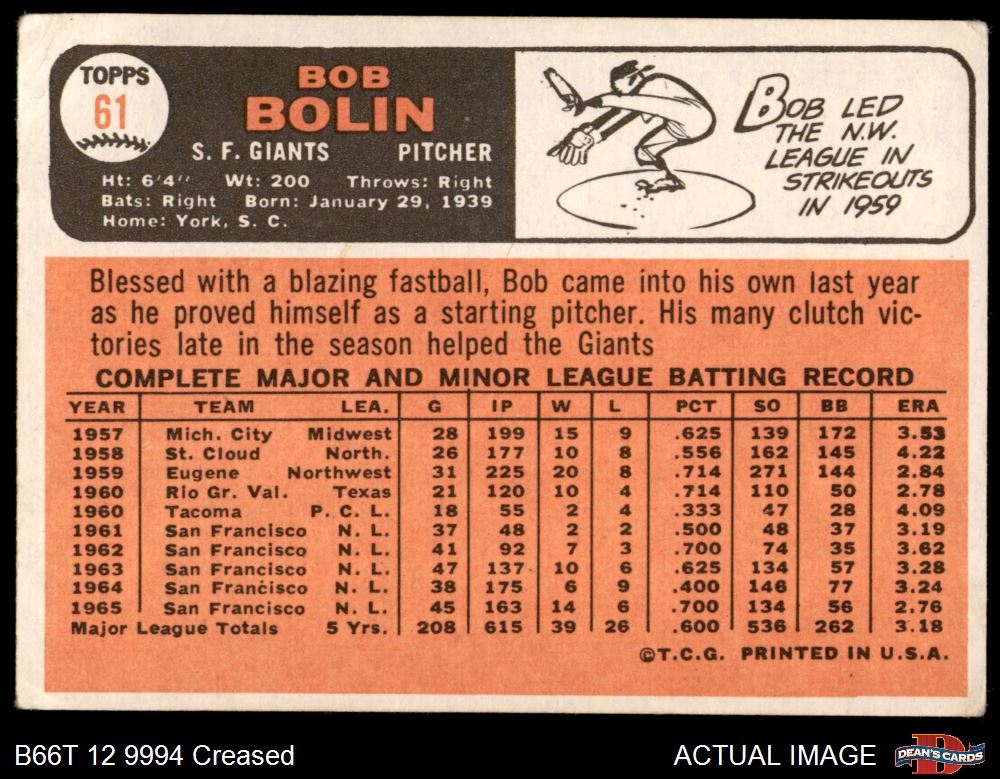 TOPPS
61
BOB
BOLIN
S. F. GIANTS PITCHER
Ht: 6'4" Wt: 200 Throws: Right
Bats: Right Born: January 29, 1939
Home: York, S. C.
BOB LED
THE N.W.
LEAGUE IN
STRIKEOUTS
IN 1959
Blessed with a blazing fastball, Bob came into his own last year
as he proved himself as a starting pitcher. His many clutch vic-
tories late in the season helped the Giants
COMPLETE MAJOR AND MINOR LEAGUE BATTING RECORD
YEAR TEAM LEA. G IP W L PCT SO BB ERA
1957 Mich. City Midwest 28 199 15 9 .625 139 172 3.53
1958 St. Cloud North. 26 177 10 8 .556 162 145 4.22
1959 Eugene Northwest 31 225 20 8 .714 271 144 2.84
1960 Rio Gr. Val. Texas 21 120 10 4 .714 110 50 2.78
1960 Tacoma P. C. L. 18 55 2 4 .333 47 28 4.09
1961 San Francisco N. L. 37 48 2 2 .500 48 37 3.19
1962 San Francisco N. L. 41 92 7 3 .700 74 35 3.62
1963 San Francisco N. L. 47 137 10 6 .625 134 57 3.28
1964 San Francisco N. L. 38 175 6 9 .400 146 77 3.24
1965 San Francisco N. L. 45 163 14 6 .700 134 56 2.76
Major League Totals 5 Yrs. 208 615 39 26 .600 536 262 3.18
©T.C.G. PRINTED IN U.S.A.
B66T 12 9994 Creased
ACTUAL IMAGE
DEAN'S CARDS